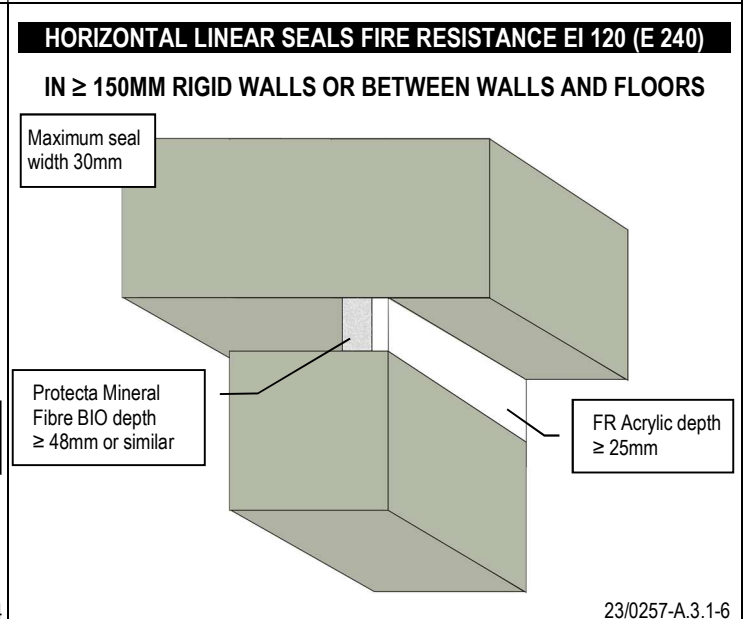 HORIZONTAL LINEAR SEALS FIRE RESISTANCE EI 120 (E 240)
IN ≥ 150MM RIGID WALLS OR BETWEEN WALLS AND FLOORS
Maximum seal
width 30mm
Protecta Mineral
Fibre BIO depth
≥ 48mm or similar
FR Acrylic depth
≥ 25mm
23/0257-A.3.1-6